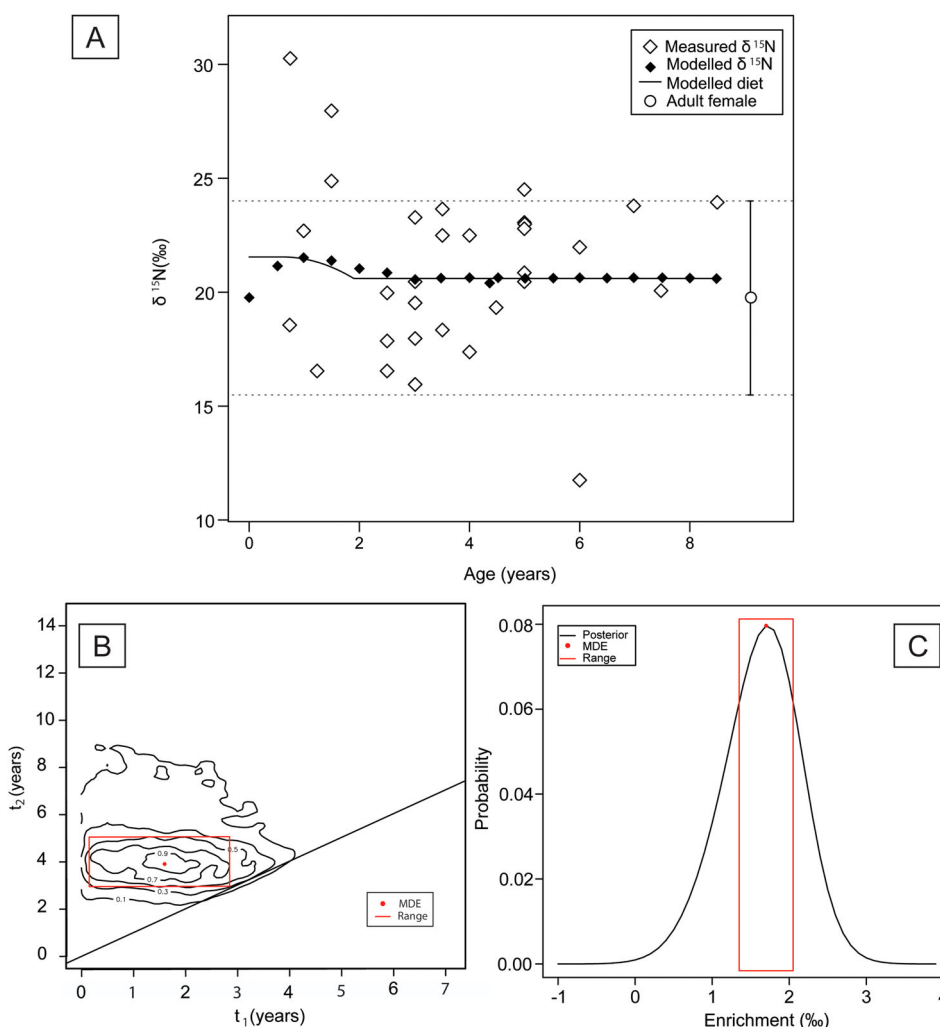 A
Measured δ ¹⁵N
Modelled δ ¹⁵N
Modelled diet
Adult female
30
25
20
15
10
δ ¹⁵N(‰)
0 2 4 6 8
Age (years)
B
14
12
10
8
6
4
2
0
t₂(years)
0.9
0.5
0.7
0.3
0.1
MDE
Range
0 1 2 3 4 5 6 7
t₁(years)
C
Posterior
MDE
Range
0.08
0.06
0.04
0.02
0.00
Probability
-1 0 1 2 3 4
Enrichment (‰)